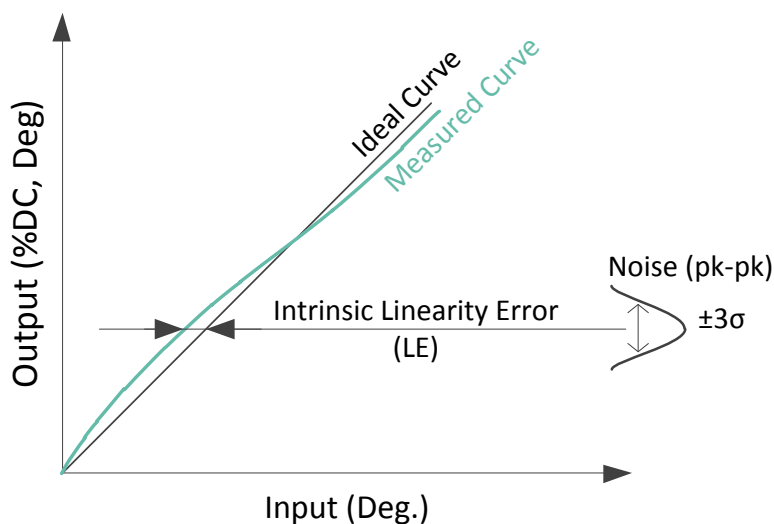 Output (%DC, Deg)
Ideal Curve
Measured Curve
Noise (pk-pk)
±3σ
Intrinsic Linearity Error
(LE)
Input (Deg.)